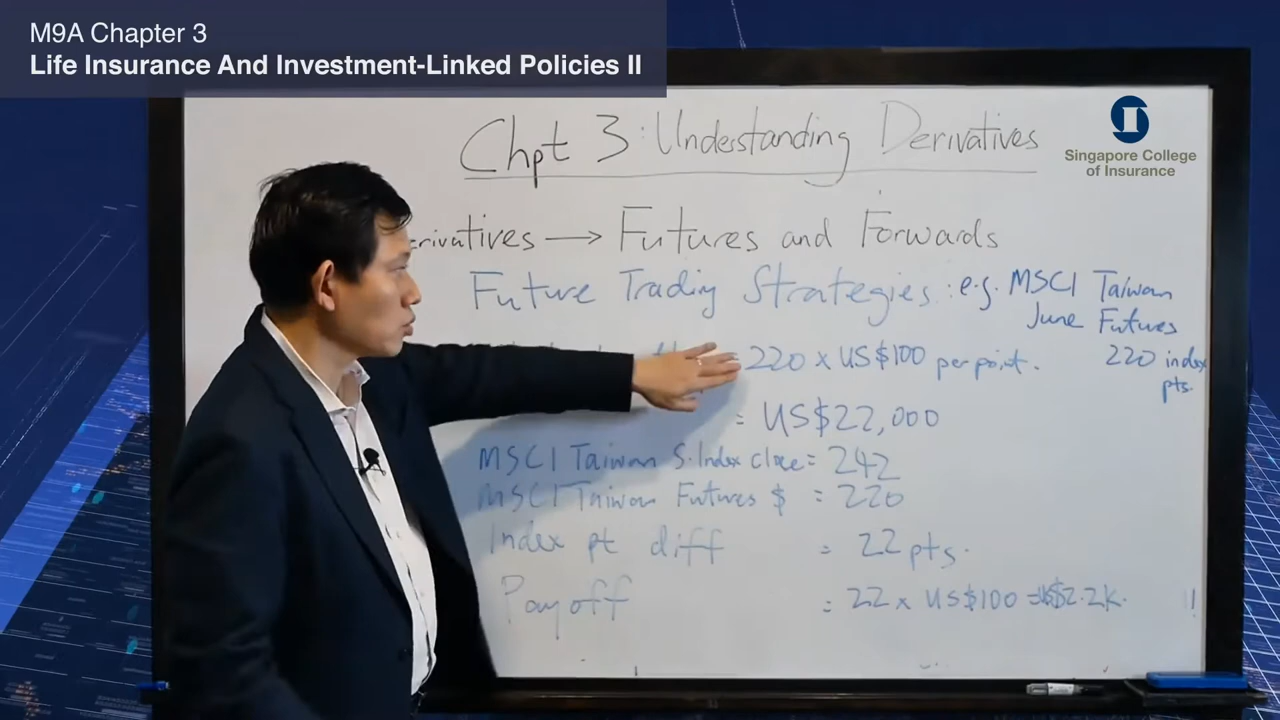 M9A Chapter 3
Life Insurance And Investment-Linked Policies II
Singapore College
of Insurance
Chpt 3: Understanding Derivatives
erivatives → Futures and Forwards
Future Trading Strategies: e.g. MSCI Taiwan
June Futures
220 index
pts.
220 x US$100 per point.
= US$22,000
MSCI Taiwan S. Index close = 242
MSCI Taiwan Futures $ = 220
Index pt diff = 22 pts.
Payoff = 22 x US$100 = US$2.2K.